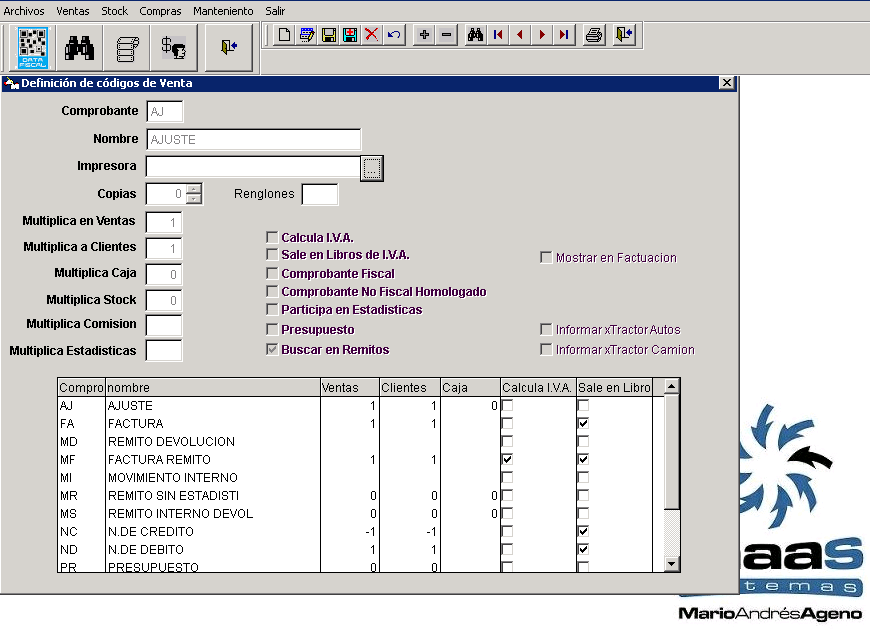 Archivos Ventas Stock Compras Manteniento Salir
DATA
FISCAL
Definición de códigos de Venta
Comprobante AJ
Nombre AJUSTE
Impresora ...
Copias 0 Renglones
Multiplica en Ventas 1
Multiplica a Clientes 1
Multiplica Caja 0
Multiplica Stock 0
Multiplica Comision
Multiplica Estadisticas
Calcula I.V.A.
Sale en Libros de I.V.A.
Comprobante Fiscal
Comprobante No Fiscal Homologado
Participa en Estadisticas
Presupuesto
Buscar en Remitos
Mostrar en Factuacion
Informar xTractor Autos
Informar xTractor Camion
Compro nombre Ventas Clientes Caja Calcula I.V.A. Sale en Libro
AJ AJUSTE 1 1 0
FA FACTURA 1 1
MD REMITO DEVOLUCION
MF FACTURA REMITO 1 1
MI MOVIMIENTO INTERNO
MR REMITO SIN ESTADISTI 0 0 0
MS REMITO INTERNO DEVOL 0 0 0
NC N.DE CREDITO -1 -1
ND N.DE DEBITO 1 1
PR PRESUPUESTO 0 0
aas
temas
MarioAndrésAgeno